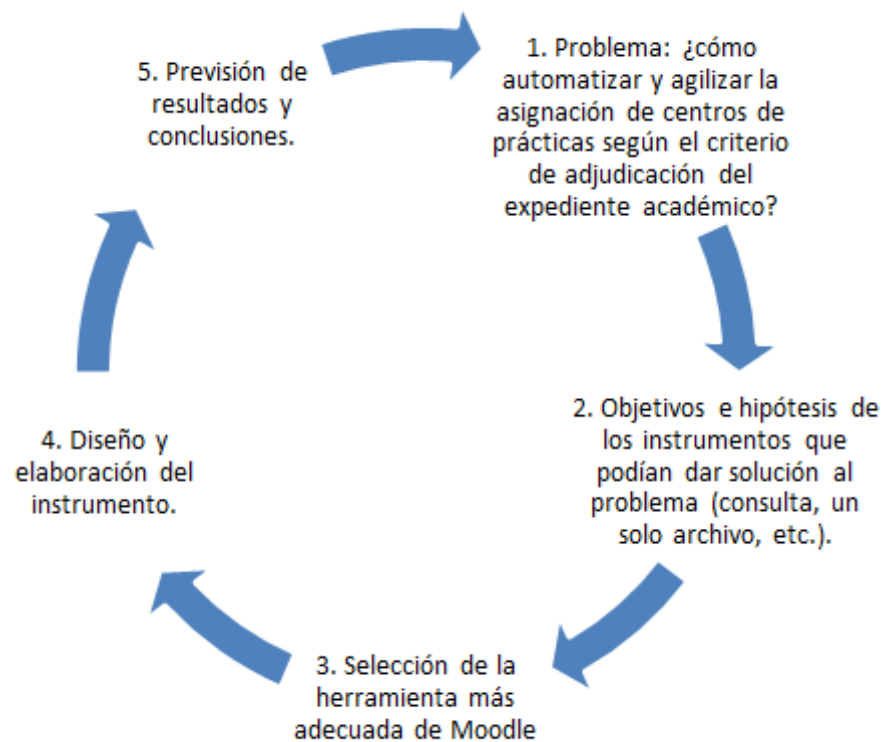 1. Problema: ¿cómo
automatizar y agilizar la
asignación de centros de
prácticas según el criterio
de adjudicación del
expediente académico?
2. Objetivos e hipótesis de
los instrumentos que
podían dar solución al
problema (consulta, un
solo archivo, etc.).
3. Selección de la
herramienta más
adecuada de Moodle
4. Diseño y
elaboración del
instrumento.
5. Previsión de
resultados y
conclusiones.